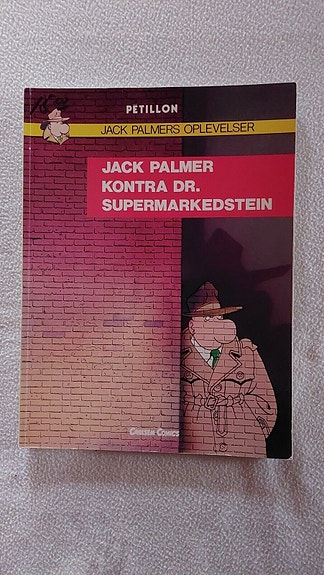 PETILLON
JACK PALMERS OPLEVELSER
JACK PALMER
KONTRA DR.
SUPERMARKEDSTEIN
CARLSEN COMICS